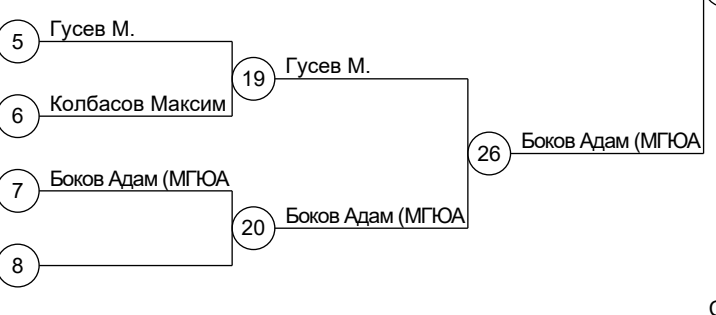 5 Гусев М.
19 Гусев М.
6 Колбасов Максим
26 Боков Адам (МГЮА
7 Боков Адам (МГЮА
20 Боков Адам (МГЮА
8